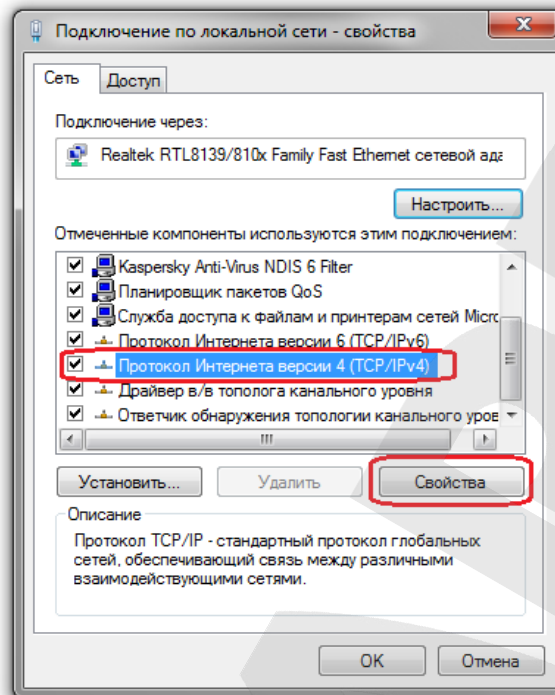 Подключение по локальной сети - свойства
Сеть
Доступ
Подключение через:
Realtek RTL8139/810x Family Fast Ethernet сетевой ада
Настроить...
Отмеченные компоненты используются этим подключением:
Kaspersky Anti-Virus NDIS 6 Filter
Планировщик пакетов QoS
Служба доступа к файлам и принтерам сетей Micro
Протокол Интернета версии 6 (TCP/IPv6)
Протокол Интернета версии 4 (TCP/IPv4)
Драйвер в/в тополога канального уровня
Ответчик обнаружения топологии канального уров
Установить...
Удалить
Свойства
Описание
Протокол TCP/IP - стандартный протокол глобальных
сетей, обеспечивающий связь между различными
взаимодействующими сетями.
OK
Отмена